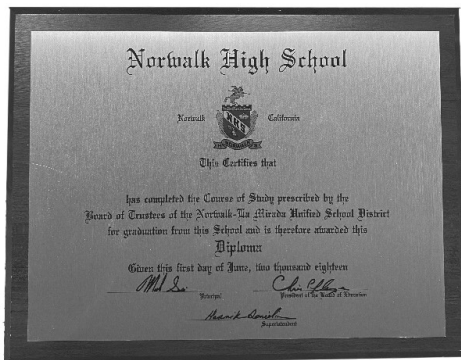 Norwalk High School
Norwalk California
NHS
This Certifies that
has completed the Course of Study prescribed by the
Board of Trustees of the Norwalk-La Mirada Unified School District
for graduation from this School and is therefore awarded this
Diploma
Given this first day of June, two thousand eighteen
Principal
President of the Board of Education
Superintendent